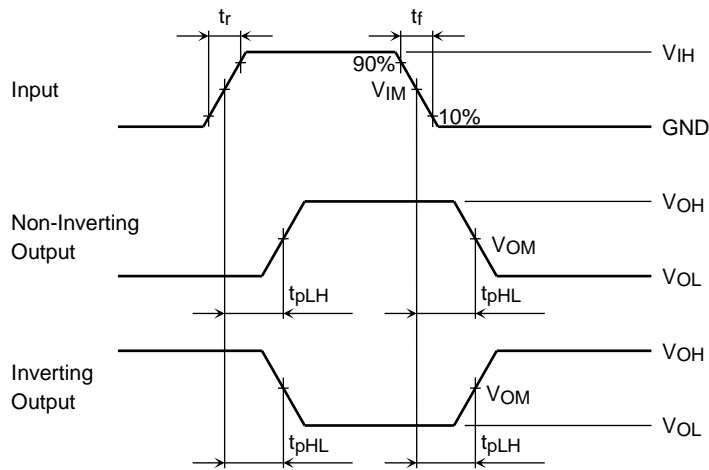 tr
tf
VIH
90%
Input
VIM
10%
GND
VOH
Non-Inverting
Output
VOM
VOL
tpLH
tpHL
VOH
Inverting
Output
VOM
VOL
tpHL
tpLH